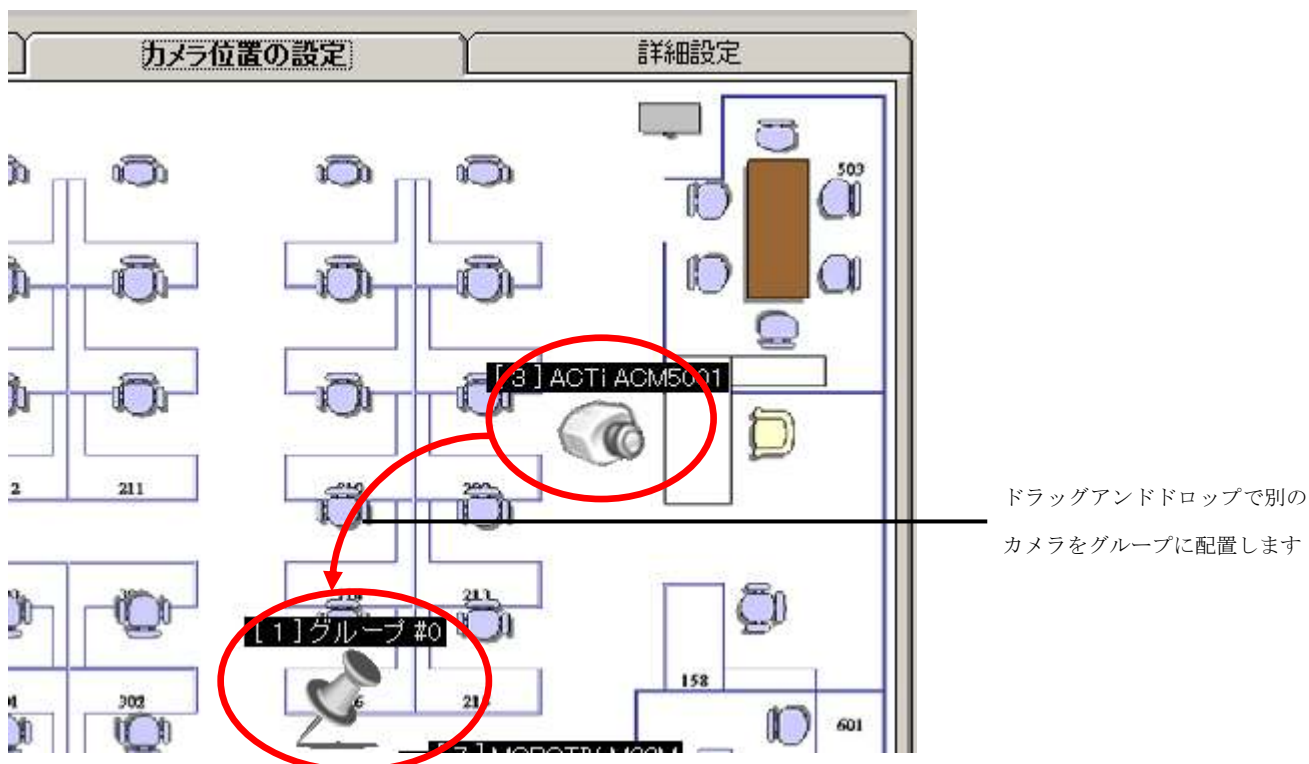 カメラ位置の設定
詳細設定
503
[ 3 ] ACTi ACM5001
2
211
ドラッグアンドドロップで別の
カメラをグループに配置します
[ 1 ] グループ #0
158
302
601